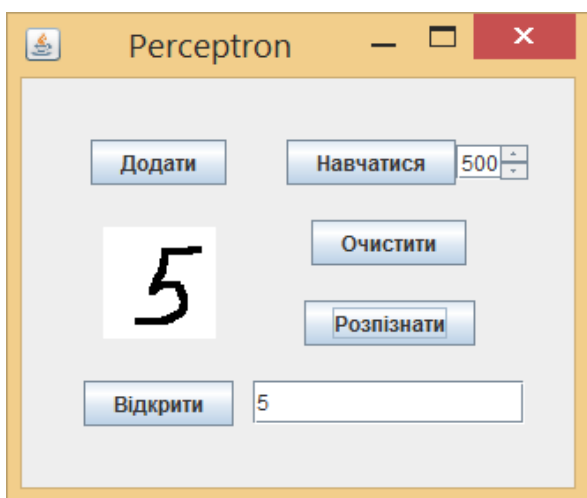 Perceptron
Додати Навчатися 500
Очистити
5
Розпізнати
Відкрити 5